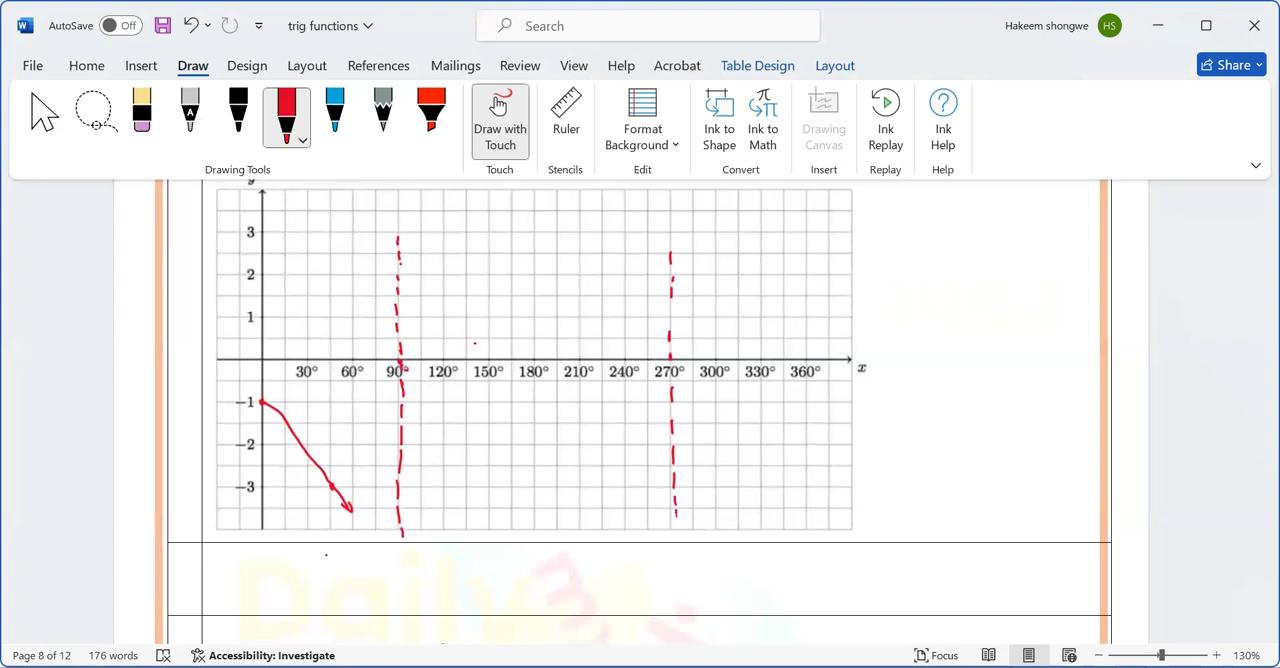 AutoSave Off trig functions Search Hakeem shongwe HS
File Home Insert Draw Design Layout References Mailings Review View Help Acrobat Table Design Layout Share
Draw with Touch Ruler Format Background Ink to Shape Ink to Math Drawing Canvas Ink Replay Ink Help
Drawing Tools Touch Stencils Edit Convert Insert Replay Help
y
3
2
1
30° 60° 90° 120° 150° 180° 210° 240° 270° 300° 330° 360° x
−1
−2
−3
Daily
Page 8 of 12 176 words Accessibility: Investigate Focus 130%